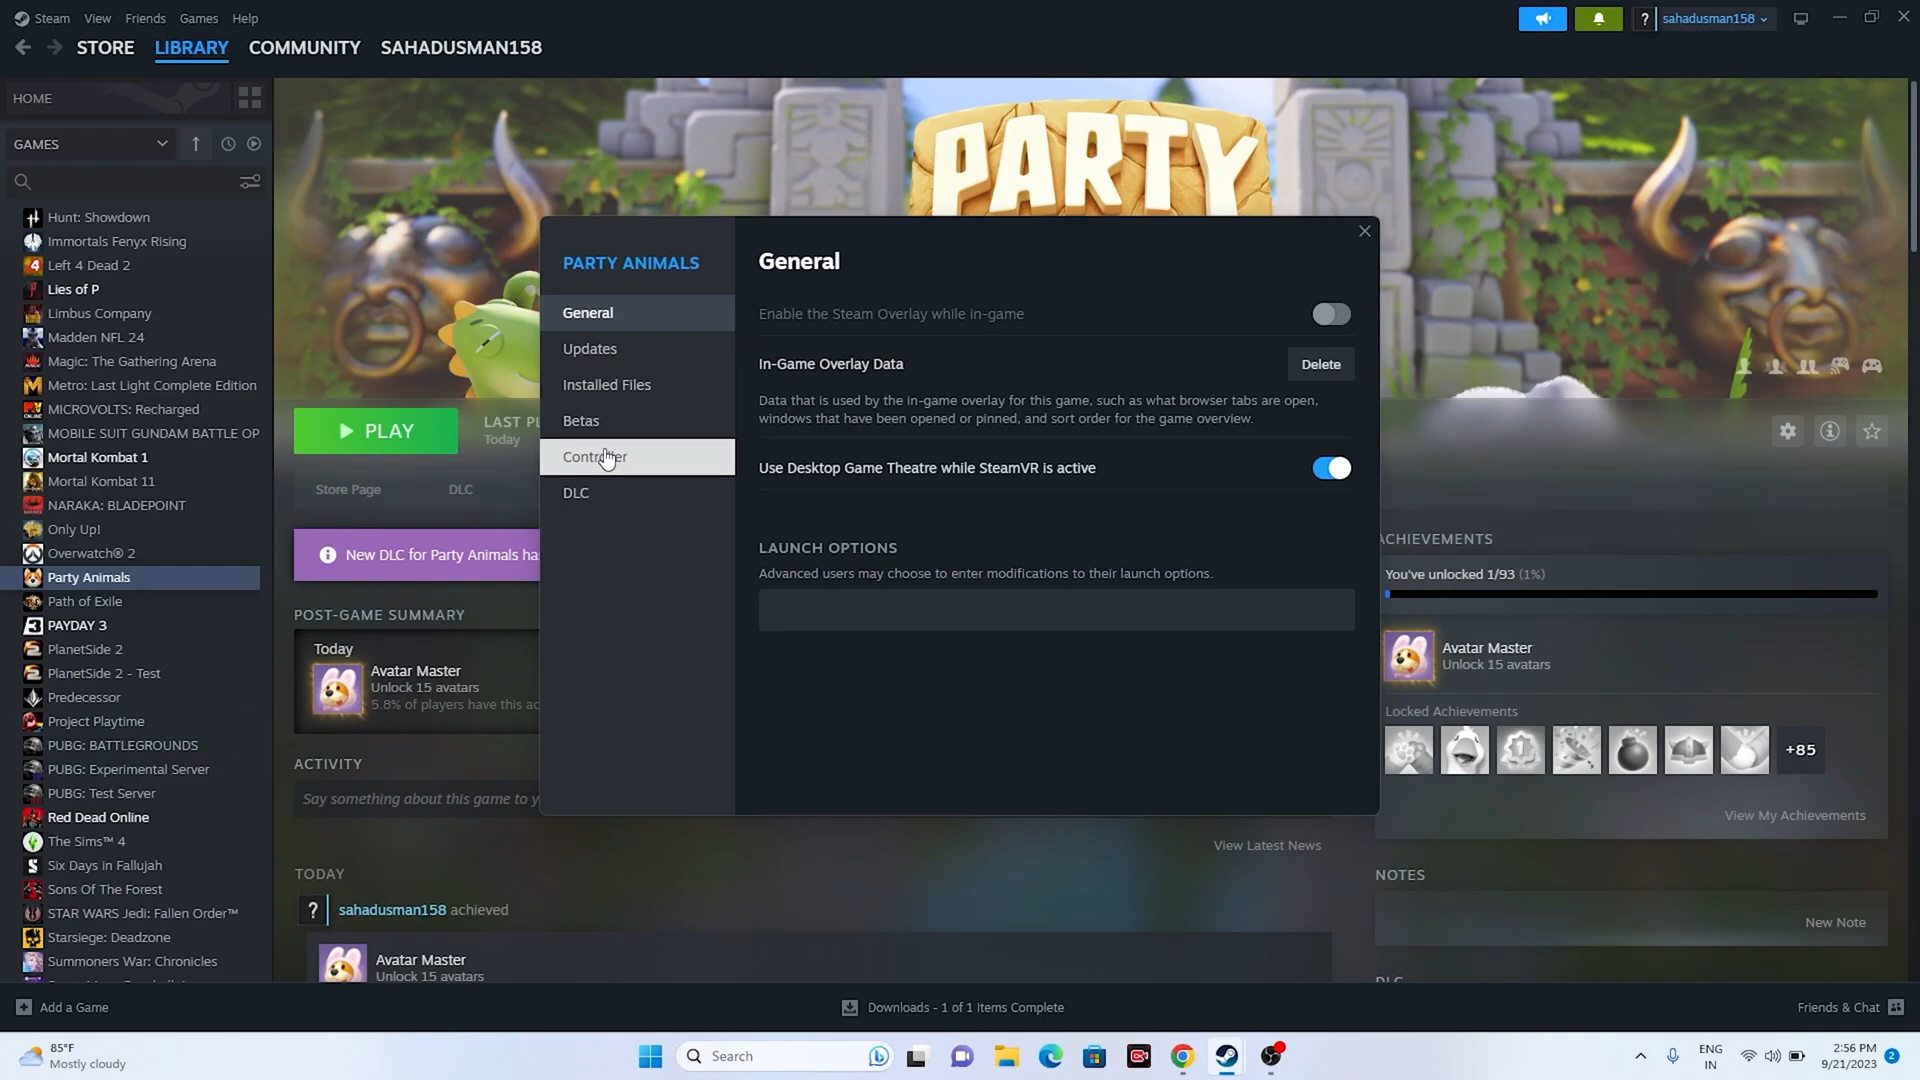 Steam View Friends Games Help
sahadusman158
STORE LIBRARY COMMUNITY SAHADUSMAN158
HOME
GAMES
Hunt: Showdown
Immortals Fenyx Rising
Left 4 Dead 2
Lies of P
Limbus Company
Madden NFL 24
Magic: The Gathering Arena
Metro: Last Light Complete Edition
MICROVOLTS: Recharged
MOBILE SUIT GUNDAM BATTLE OP
Mortal Kombat 1
Mortal Kombat 11
NARAKA: BLADEPOINT
Only Up!
Overwatch® 2
Party Animals
Path of Exile
PAYDAY 3
PlanetSide 2
PlanetSide 2 - Test
Predecessor
Project Playtime
PUBG: BATTLEGROUNDS
PUBG: Experimental Server
PUBG: Test Server
Red Dead Online
The Sims™ 4
Six Days in Fallujah
Sons Of The Forest
STAR WARS Jedi: Fallen Order™
Starsiege: Deadzone
Summoners War: Chronicles
PARTY
PLAY
LAST PL
Today
Store Page DLC
New DLC for Party Animals ha
POST-GAME SUMMARY
Today
Avatar Master
Unlock 15 avatars
5.8% of players have this ac
ACTIVITY
Say something about this game to y
View Latest News
TODAY
sahadusman158 achieved
Avatar Master
Unlock 15 avatars
PARTY ANIMALS
General
Updates
Installed Files
Betas
Controller
DLC
General
Enable the Steam Overlay while in-game
In-Game Overlay Data
Delete
Data that is used by the in-game overlay for this game, such as what browser tabs are open,
windows that have been opened or pinned, and sort order for the game overview.
Use Desktop Game Theatre while SteamVR is active
LAUNCH OPTIONS
Advanced users may choose to enter modifications to their launch options.
ACHIEVEMENTS
You've unlocked 1/93 (1%)
Avatar Master
Unlock 15 avatars
Locked Achievements
+85
View My Achievements
NOTES
New Note
Add a Game
Downloads - 1 of 1 Items Complete
Friends & Chat
85°F
Mostly cloudy
Search
ENG
IN
2:56 PM
9/21/2023
2